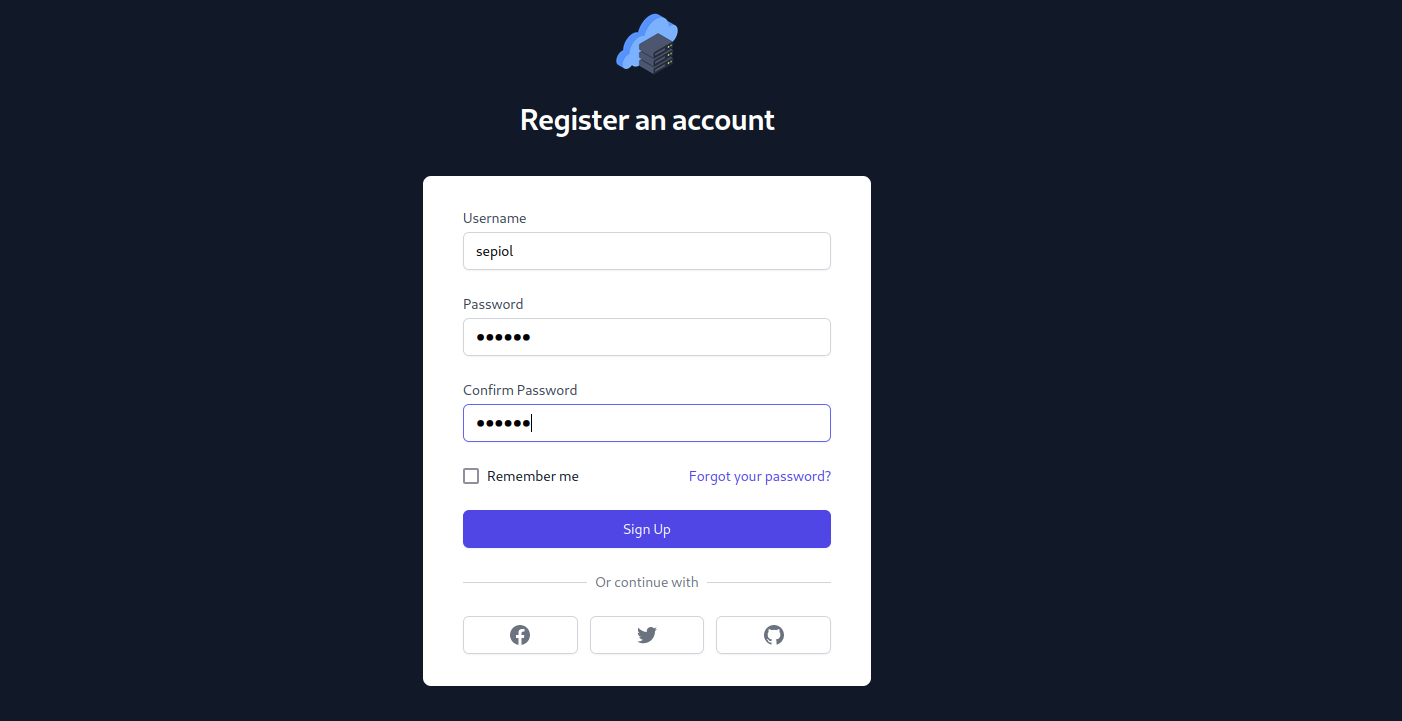 Register an account
Username
sepiol
Password
••••••
Confirm Password
••••••
Remember me
Forgot your password?
Sign Up
Or continue with